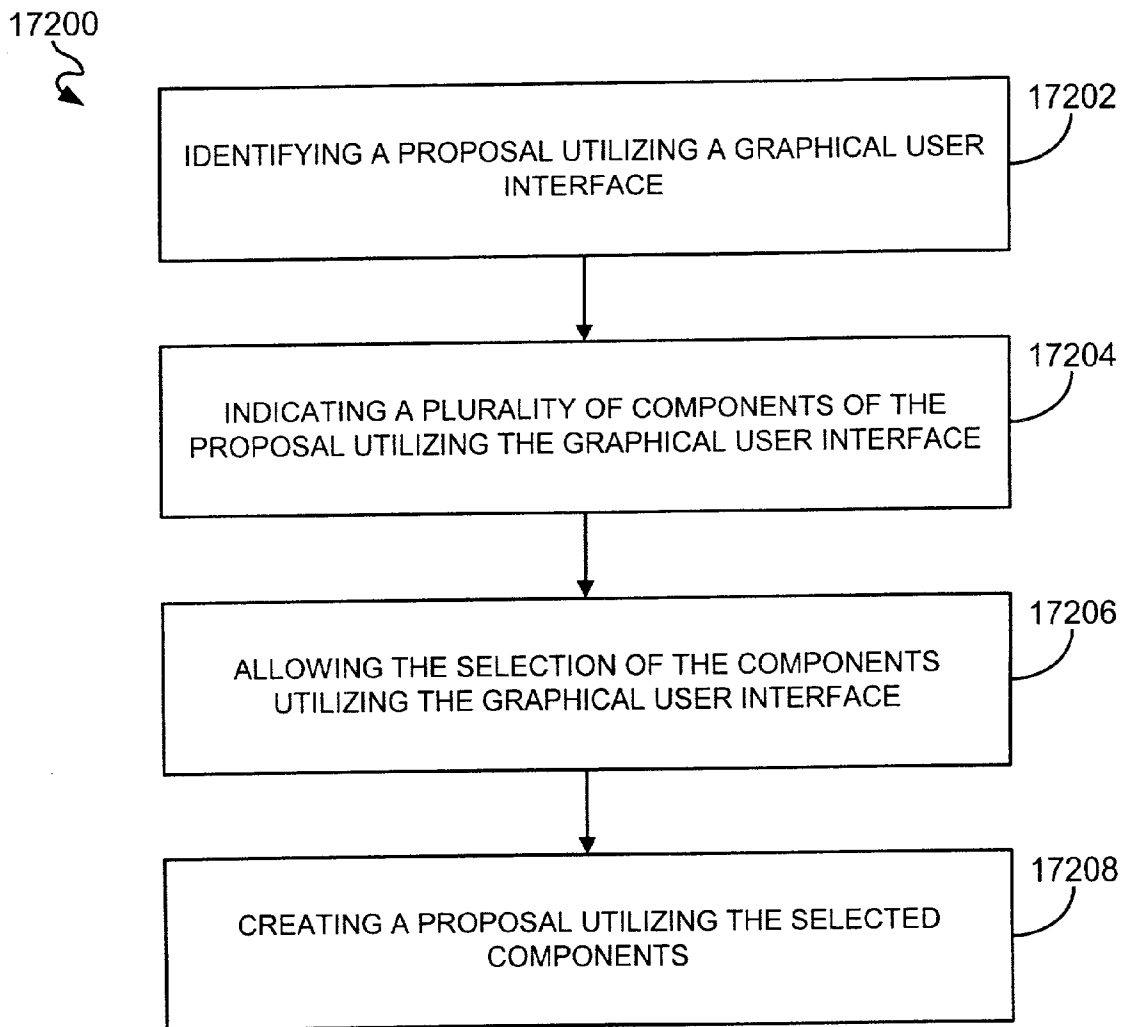 17200
17202
IDENTIFYING A PROPOSAL UTILIZING A GRAPHICAL USER
INTERFACE
17204
INDICATING A PLURALITY OF COMPONENTS OF THE
PROPOSAL UTILIZING THE GRAPHICAL USER INTERFACE
17206
ALLOWING THE SELECTION OF THE COMPONENTS
UTILIZING THE GRAPHICAL USER INTERFACE
17208
CREATING A PROPOSAL UTILIZING THE SELECTED
COMPONENTS